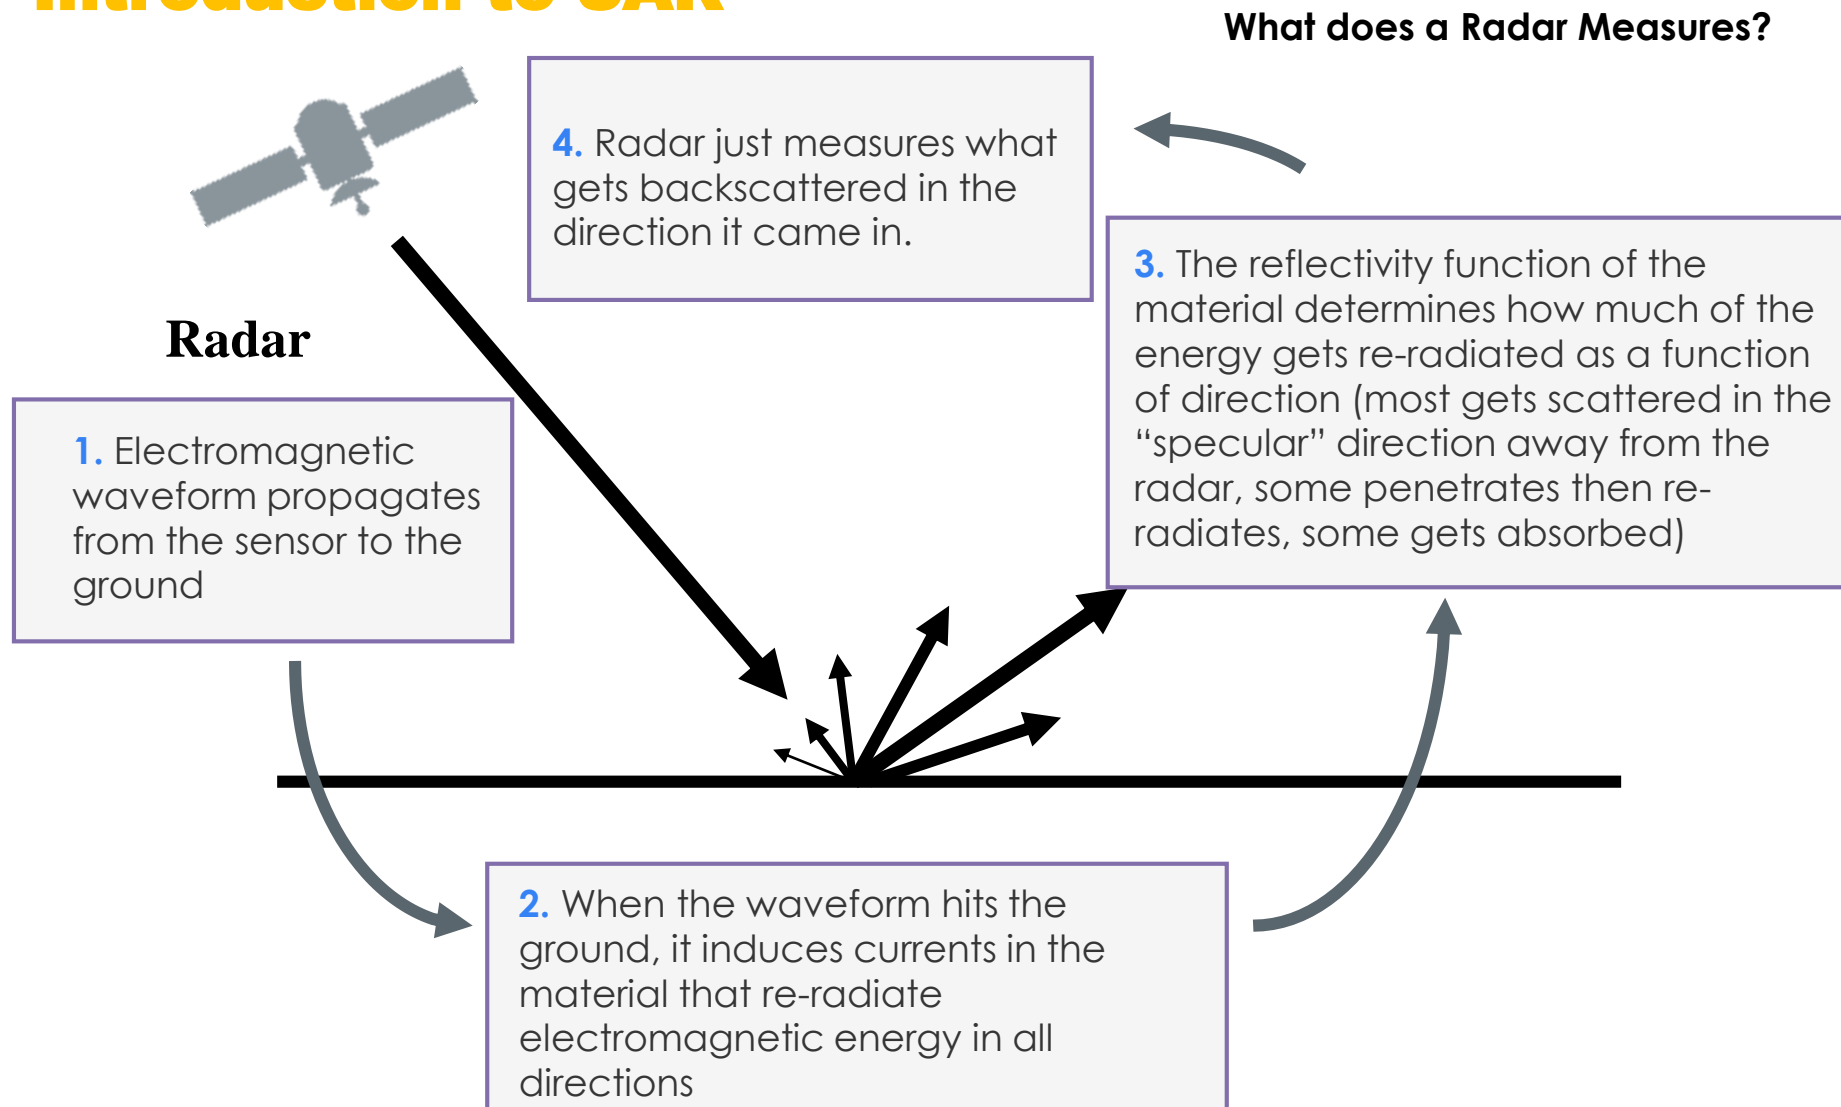 Introduction to SAR
What does a Radar Measures?
4. Radar just measures what
gets backscattered in the
direction it came in.
3. The reflectivity function of the
material determines how much of the
energy gets re-radiated as a function
of direction (most gets scattered in the
“specular” direction away from the
radar, some penetrates then re-
radiates, some gets absorbed)
Radar
1. Electromagnetic
waveform propagates
from the sensor to the
ground
2. When the waveform hits the
ground, it induces currents in the
material that re-radiate
electromagnetic energy in all
directions